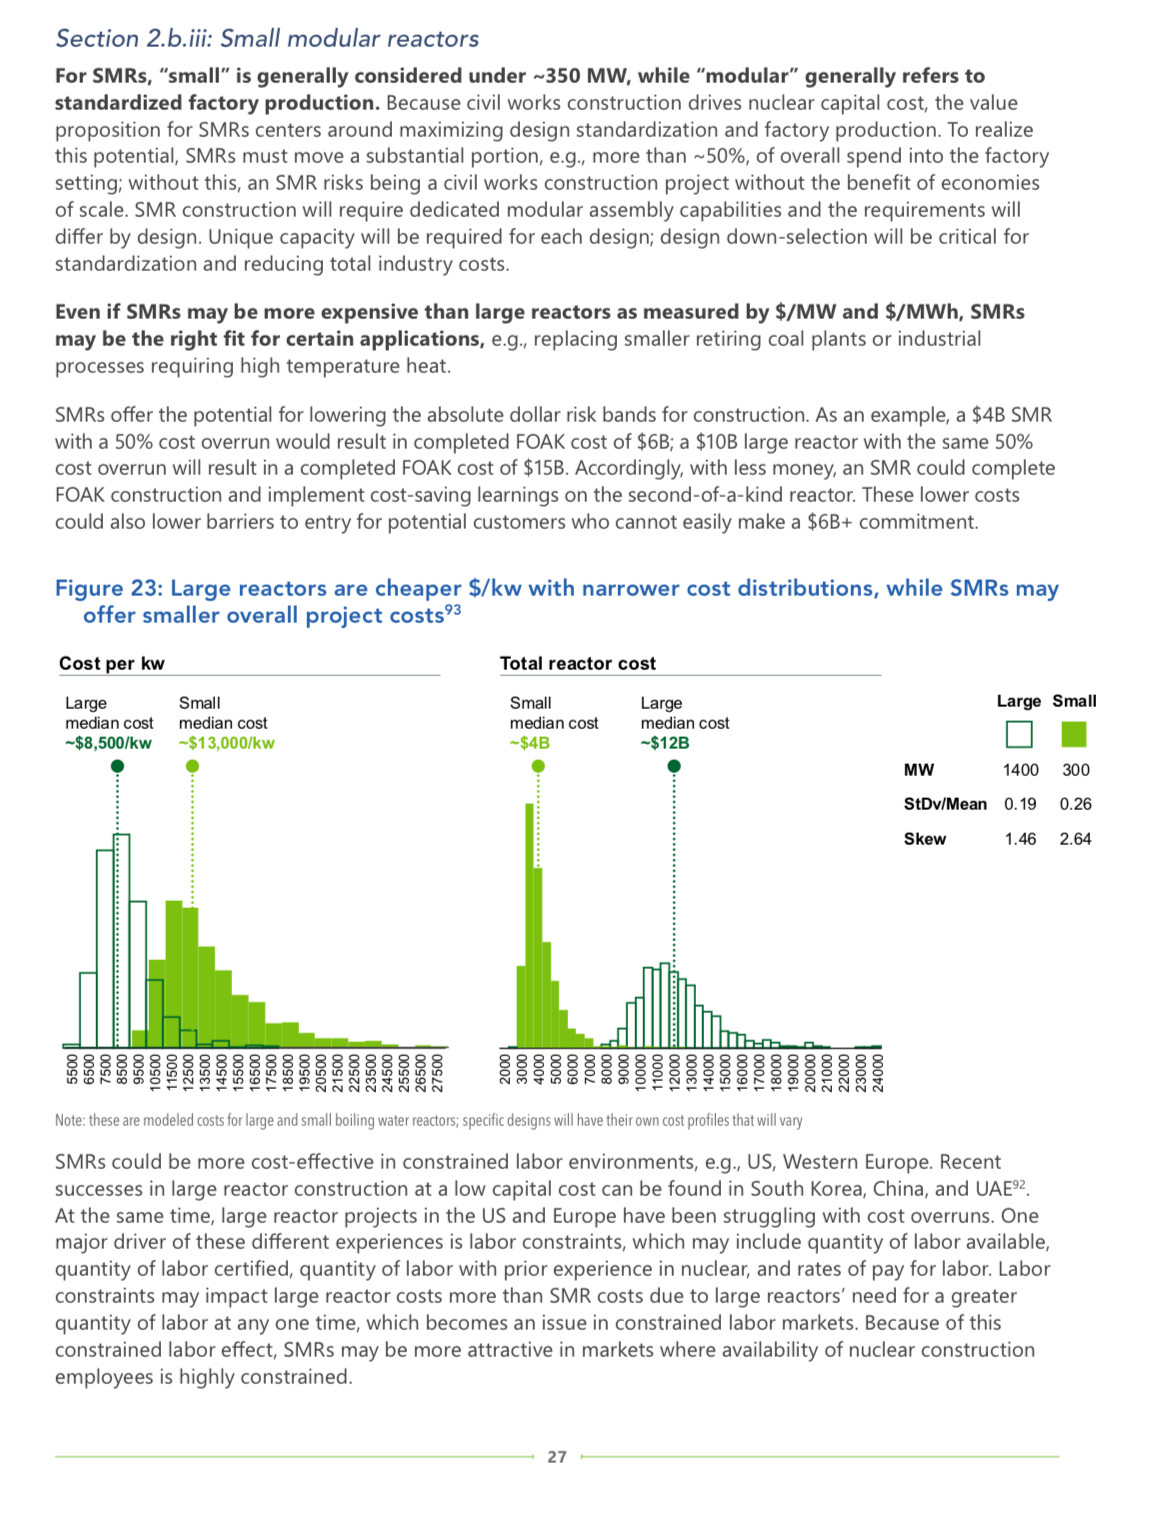 Section 2.b.iii: Small modular reactors
For SMRs, “small” is generally considered under ~350 MW, while “modular” generally refers to
standardized factory production. Because civil works construction drives nuclear capital cost, the value
proposition for SMRs centers around maximizing design standardization and factory production. To realize
this potential, SMRs must move a substantial portion, e.g., more than ~50%, of overall spend into the factory
setting; without this, an SMR risks being a civil works construction project without the benefit of economies
of scale. SMR construction will require dedicated modular assembly capabilities and the requirements will
differ by design. Unique capacity will be required for each design; design down-selection will be critical for
standardization and reducing total industry costs.
Even if SMRs may be more expensive than large reactors as measured by $/MW and $/MWh, SMRs
may be the right fit for certain applications, e.g., replacing smaller retiring coal plants or industrial
processes requiring high temperature heat.
SMRs offer the potential for lowering the absolute dollar risk bands for construction. As an example, a $4B SMR
with a 50% cost overrun would result in completed FOAK cost of $6B; a $10B large reactor with the same 50%
cost overrun will result in a completed FOAK cost of $15B. Accordingly, with less money, an SMR could complete
FOAK construction and implement cost-saving learnings on the second-of-a-kind reactor. These lower costs
could also lower barriers to entry for potential customers who cannot easily make a $6B+ commitment.
Figure 23: Large reactors are cheaper $/kw with narrower cost distributions, while SMRs may
offer smaller overall project costs⁹³
Cost per kw
Large
median cost
~$8,500/kw
Small
median cost
~$13,000/kw
5500 6500 7500 8500 9500 10500 11500 12500 13500 14500 15500 16500 17500 18500 19500 20500 21500 22500 23500 24500 25500 26500 27500
Total reactor cost
Small
median cost
~$4B
Large
median cost
~$12B
2000 3000 4000 5000 6000 7000 8000 9000 10000 11000 12000 13000 14000 15000 16000 17000 18000 19000 20000 21000 22000 23000 24000
Large Small
MW 1400 300
StDv/Mean 0.19 0.26
Skew 1.46 2.64
Note: these are modeled costs for large and small boiling water reactors; specific designs will have their own cost profiles that will vary
SMRs could be more cost-effective in constrained labor environments, e.g., US, Western Europe. Recent
successes in large reactor construction at a low capital cost can be found in South Korea, China, and UAE⁹².
At the same time, large reactor projects in the US and Europe have been struggling with cost overruns. One
major driver of these different experiences is labor constraints, which may include quantity of labor available,
quantity of labor certified, quantity of labor with prior experience in nuclear, and rates of pay for labor. Labor
constraints may impact large reactor costs more than SMR costs due to large reactors’ need for a greater
quantity of labor at any one time, which becomes an issue in constrained labor markets. Because of this
constrained labor effect, SMRs may be more attractive in markets where availability of nuclear construction
employees is highly constrained.
27